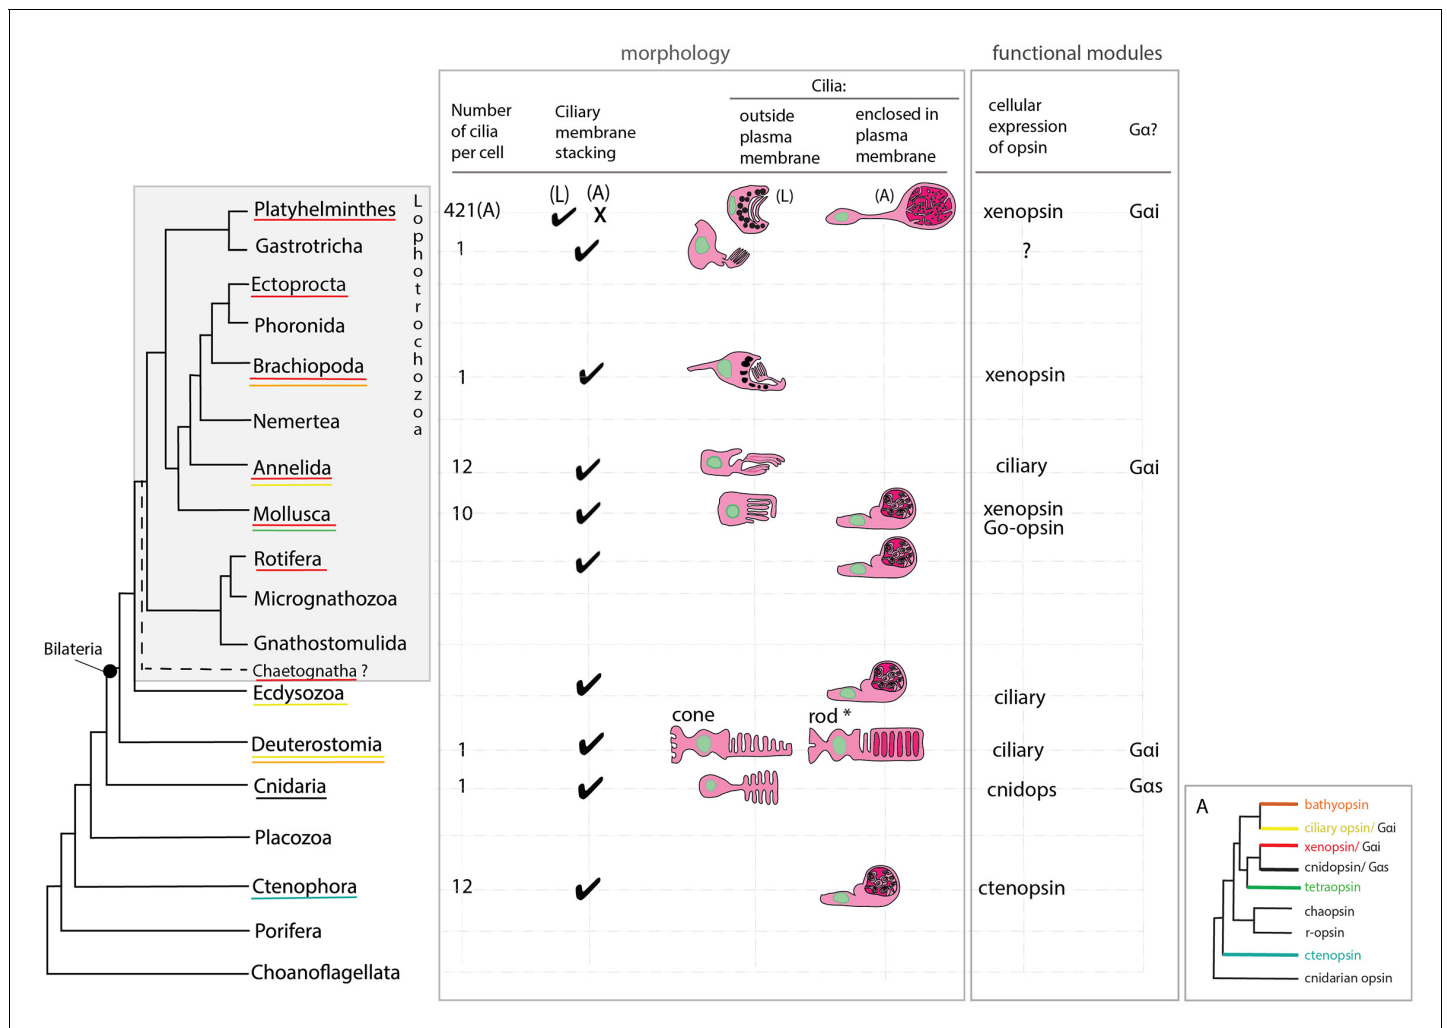 morphology
functional modules
Cilia:
Number
of cilia
per cell
Ciliary
membrane
stacking
outside
plasma
membrane
enclosed in
plasma
membrane
cellular
expression
of opsin
Gα?
Lophotrochozoa
Platyhelminthes
421(A)
(L)
(A)
X
(L)
(A)
xenopsin
Gαi
Gastrotricha
1
?
Ectoprocta
Phoronida
Brachiopoda
1
xenopsin
Nemertea
Annelida
12
ciliary
Gαi
Mollusca
10
xenopsin
Go-opsin
Rotifera
Micrognathozoa
Gnathostomulida
Bilateria
Chaetognatha ?
Ecdysozoa
ciliary
cone
rod *
Deuterostomia
1
ciliary
Gαi
Cnidaria
1
cnidops
Gαs
Placozoa
Ctenophora
12
ctenopsin
Porifera
Choanoflagellata
A
bathyopsin
ciliary opsin/ Gαi
xenopsin/ Gαi
cnidopsin/ Gαs
tetraopsin
chaopsin
r-opsin
ctenopsin
cnidarian opsin